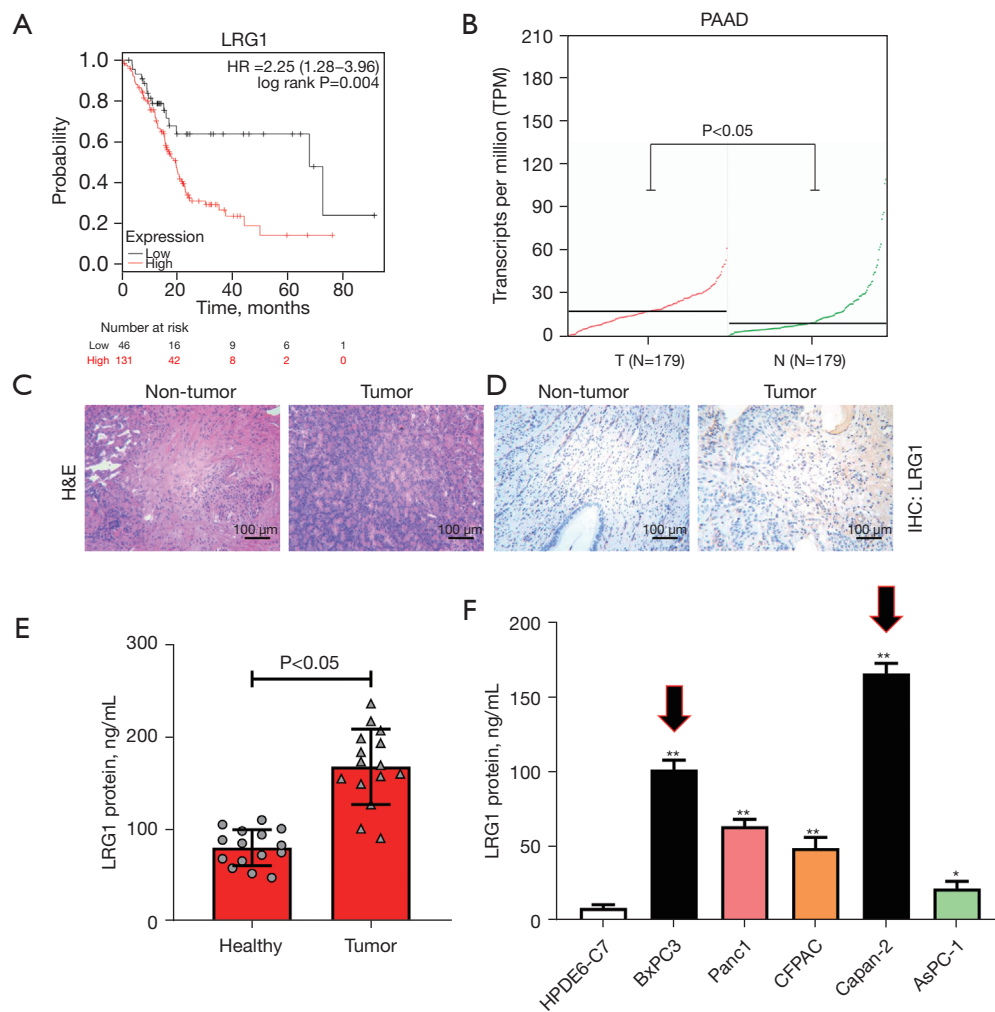 A
LRG1
HR =2.25 (1.28−3.96)
log rank P=0.004
Probability
1.0
0.8
0.6
0.4
0.2
0.0
Expression
Low
High
0 20 40 60 80
Time, months
Number at risk
Low 46 16 9 6 1
High 131 42 8 2 0
B
PAAD
Transcripts per million (TPM)
210
180
150
120
90
60
30
0
P<0.05
T (N=179) N (N=179)
C
Non-tumor Tumor
H&E
100 μm 100 μm
D
Non-tumor Tumor
IHC: LRG1
100 μm 100 μm
E
LRG1 protein, ng/mL
300
200
100
0
P<0.05
Healthy Tumor
F
LRG1 protein, ng/mL
200
150
100
50
0
** ** ** ** *
HPDE6-C7 BxPC3 Panc1 CFPAC Capan-2 AsPC-1